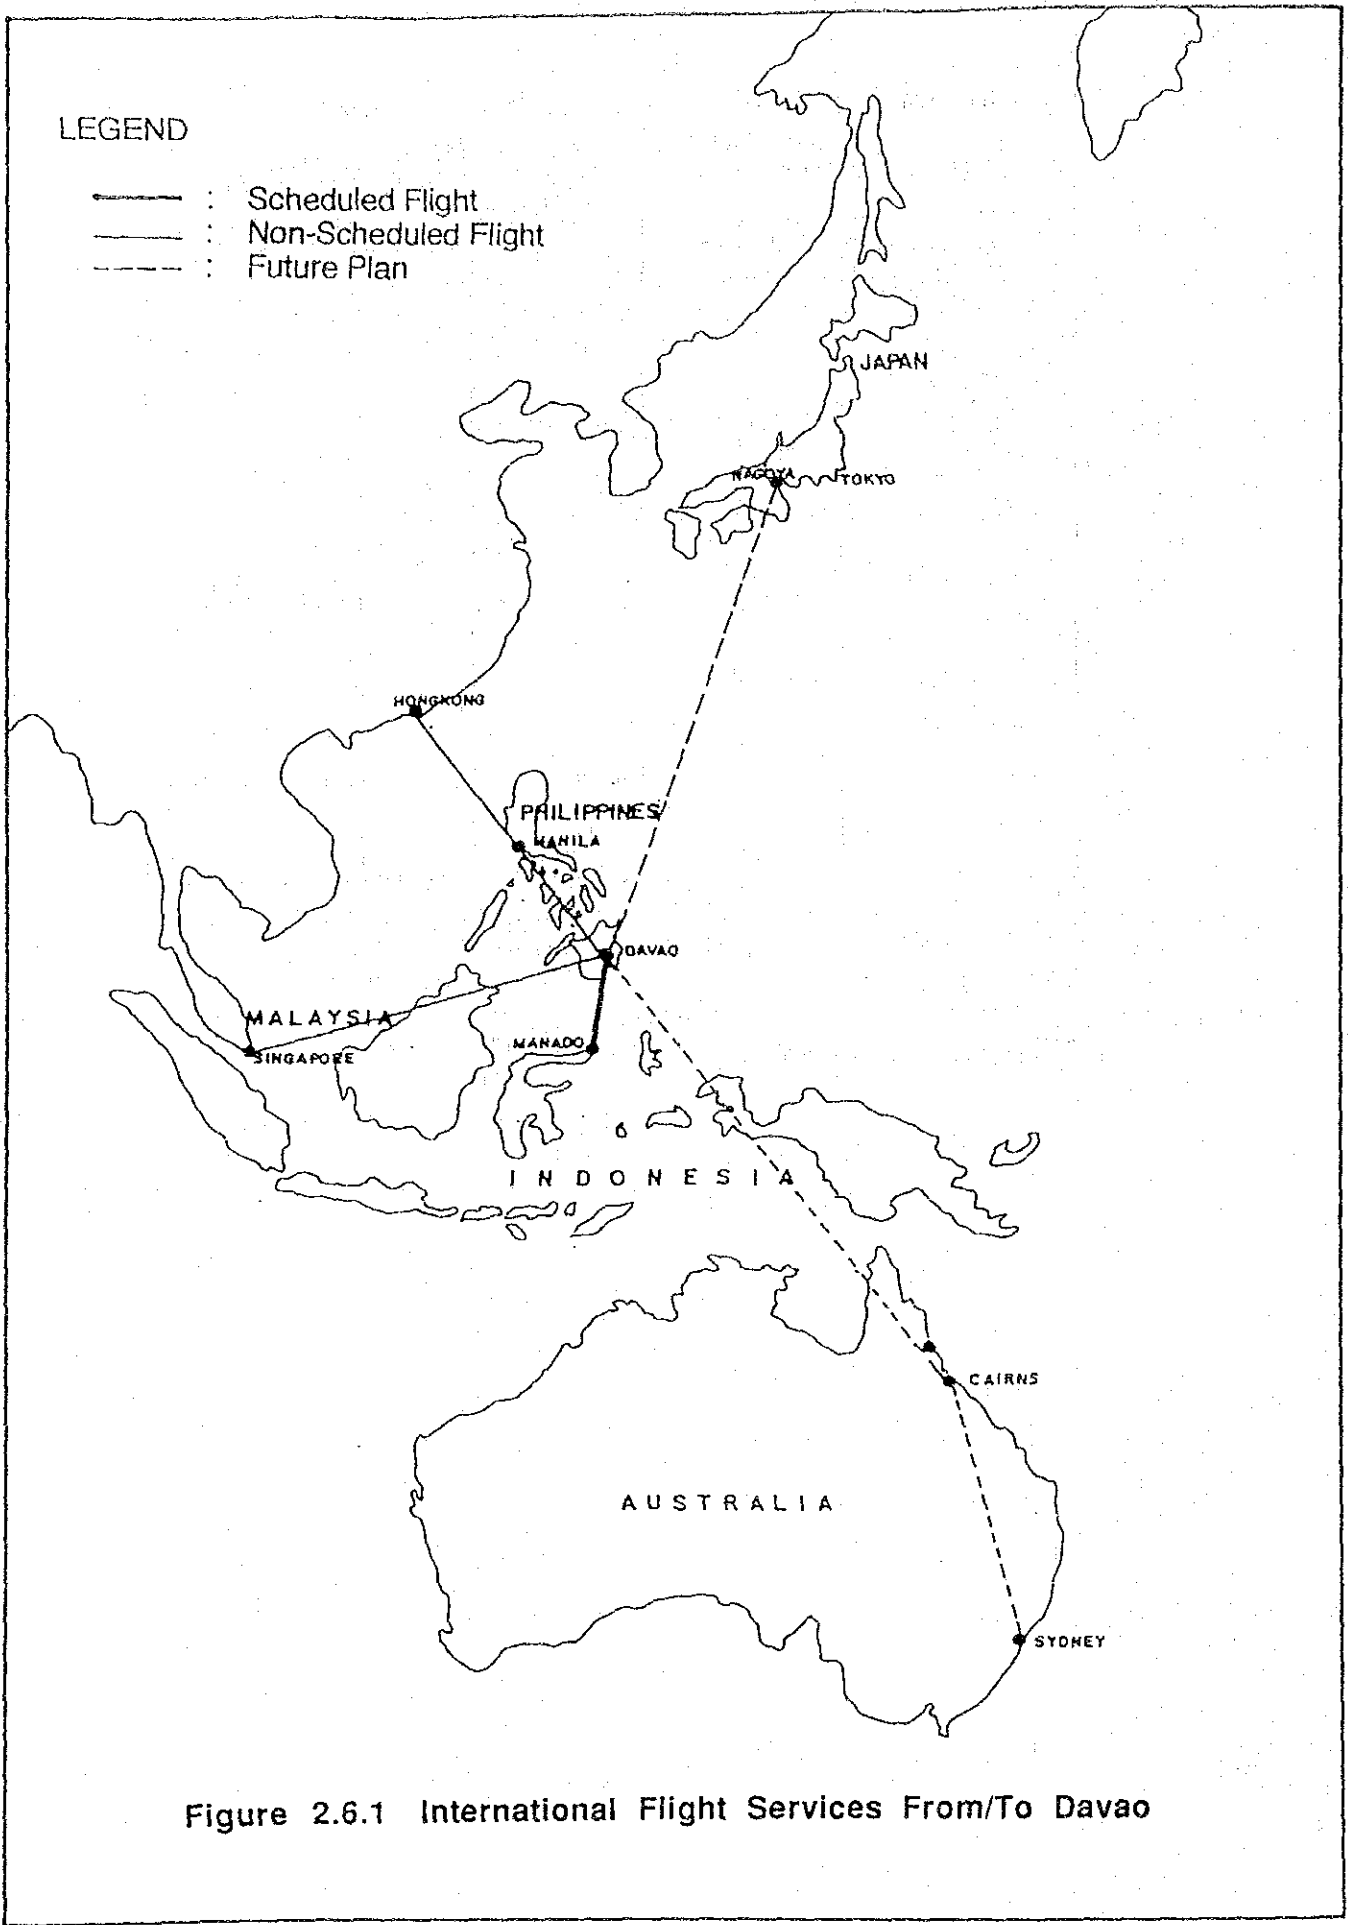 LEGEND
: Scheduled Flight
: Non-Scheduled Flight
: Future Plan
JAPAN
NAGOYA
TOKYO
HONGKONG
PHILIPPINES
MANILA
DAVAO
MALAYSIA
SINGAPORE
MANADO
INDONESIA
CAIRNS
AUSTRALIA
SYDNEY
Figure 2.6.1 International Flight Services From/To Davao